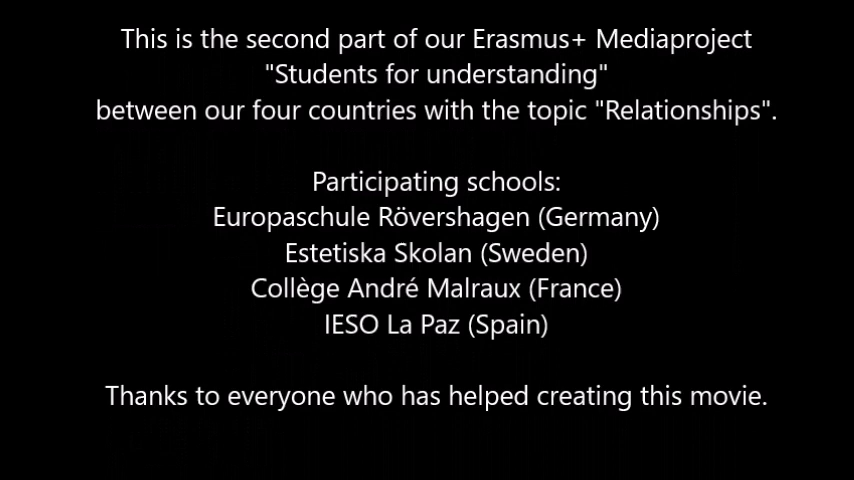 This is the second part of our Erasmus+ Mediaproject
"Students for understanding"
between our four countries with the topic "Relationships".
Participating schools:
Europaschule Rövershagen (Germany)
Estetiska Skolan (Sweden)
Collège André Malraux (France)
IESO La Paz (Spain)
Thanks to everyone who has helped creating this movie.